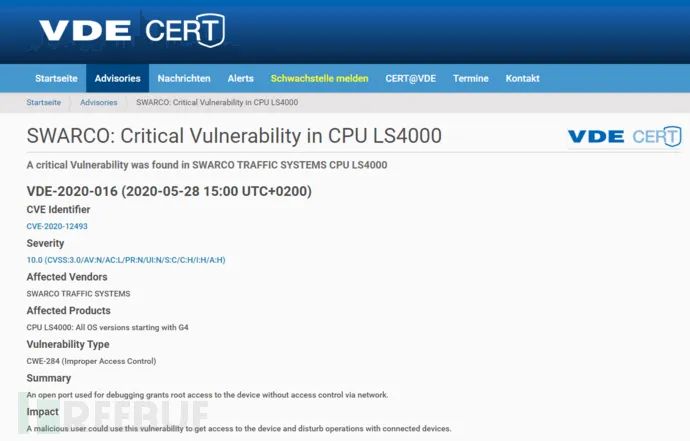 VDE CERT
Startseite Advisories Nachrichten Alerts Schwachstelle melden CERT@VDE Termine Kontakt
Startseite Advisories SWARCO: Critical Vulnerability in CPU LS4000
SWARCO: Critical Vulnerability in CPU LS4000
VDE CERT
A critical Vulnerability was found in SWARCO TRAFFIC SYSTEMS CPU LS4000
VDE-2020-016 (2020-05-28 15:00 UTC+0200)
CVE Identifier
CVE-2020-12493
Severity
10.0 (CVSS:3.0/AV:N/AC:L/PR:N/UI:N/S:C/C:H/I:H/A:H)
Affected Vendors
SWARCO TRAFFIC SYSTEMS
Affected Products
CPU LS4000: All OS versions starting with G4
Vulnerability Type
CWE-284 (Improper Access Control)
Summary
An open port used for debugging grants root access to the device without access control via network.
Impact
REEBUF
A malicious user could use this vulnerability to get access to the device and disturb operations with connected devices.